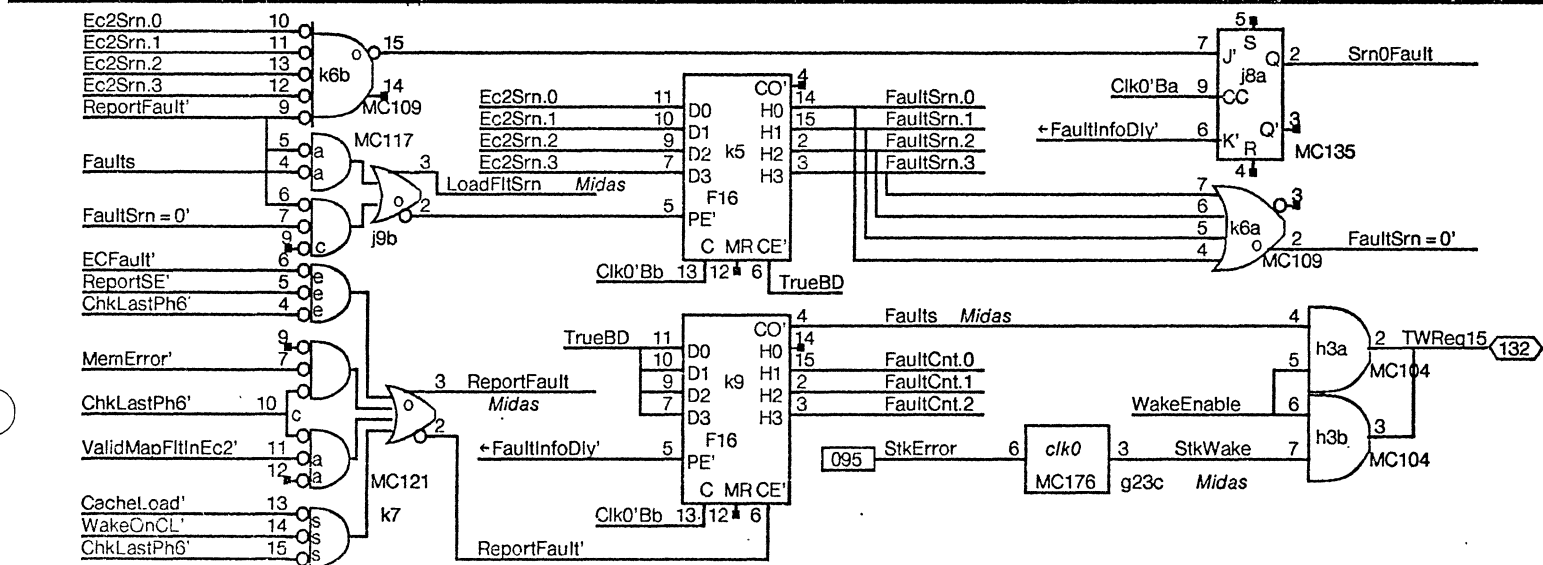 Ec2Srn.0 10
Ec2Srn.1 11
Ec2Srn.2 13
Ec2Srn.3 12
ReportFault' 9
k6b
o
15
14
MC109
Faults
5 a
4 a
MC117
FaultSrn = 0'
6
7
9 c
o
3
LoadFltSrn Midas
2
j9b
Ec2Srn.0 11 D0
Ec2Srn.1 10 D1
Ec2Srn.2 9 D2
Ec2Srn.3 7 D3
k5
F16
5 PE'
C MR CE'
Clk0'Bb 13 12 6
TrueBD
CO' 4
H0 14 FaultSrn.0
H1 15 FaultSrn.1
H2 2 FaultSrn.2
H3 3 FaultSrn.3
5
S
7 J' Q 2 Srn0Fault
j8a
Clk0'Ba 9 CC
←FaultInfoDly' 6 K' Q' 3
R
4
MC135
7
6
5
4
k6a
o
3
2 FaultSrn = 0'
MC109
ECFault' 6 e
ReportSE' 5 e
ChkLastPh6' 4 e
9
MemError' 7
ChkLastPh6' 10 c
ValidMapFltInEc2' 11 a
12 a
CacheLoad' 13 s
WakeOnCL' 14 s
ChkLastPh6' 15 s
o
3 ReportFault
Midas
2
MC121
k7
ReportFault'
TrueBD 11 D0
10 D1
9 D2
7 D3
k9
F16
←FaultInfoDly' 5 PE'
C MR CE'
Clk0'Bb 13 12 6
CO' 4 Faults Midas
H0 14
H1 15 FaultCnt.0
H2 2 FaultCnt.1
H3 3 FaultCnt.2
4
5
h3a
2 TWReq15 132
MC104
WakeEnable 6
7
h3b
3
MC104
095 StkError 6 clk0 3 StkWake
MC176 g23c Midas